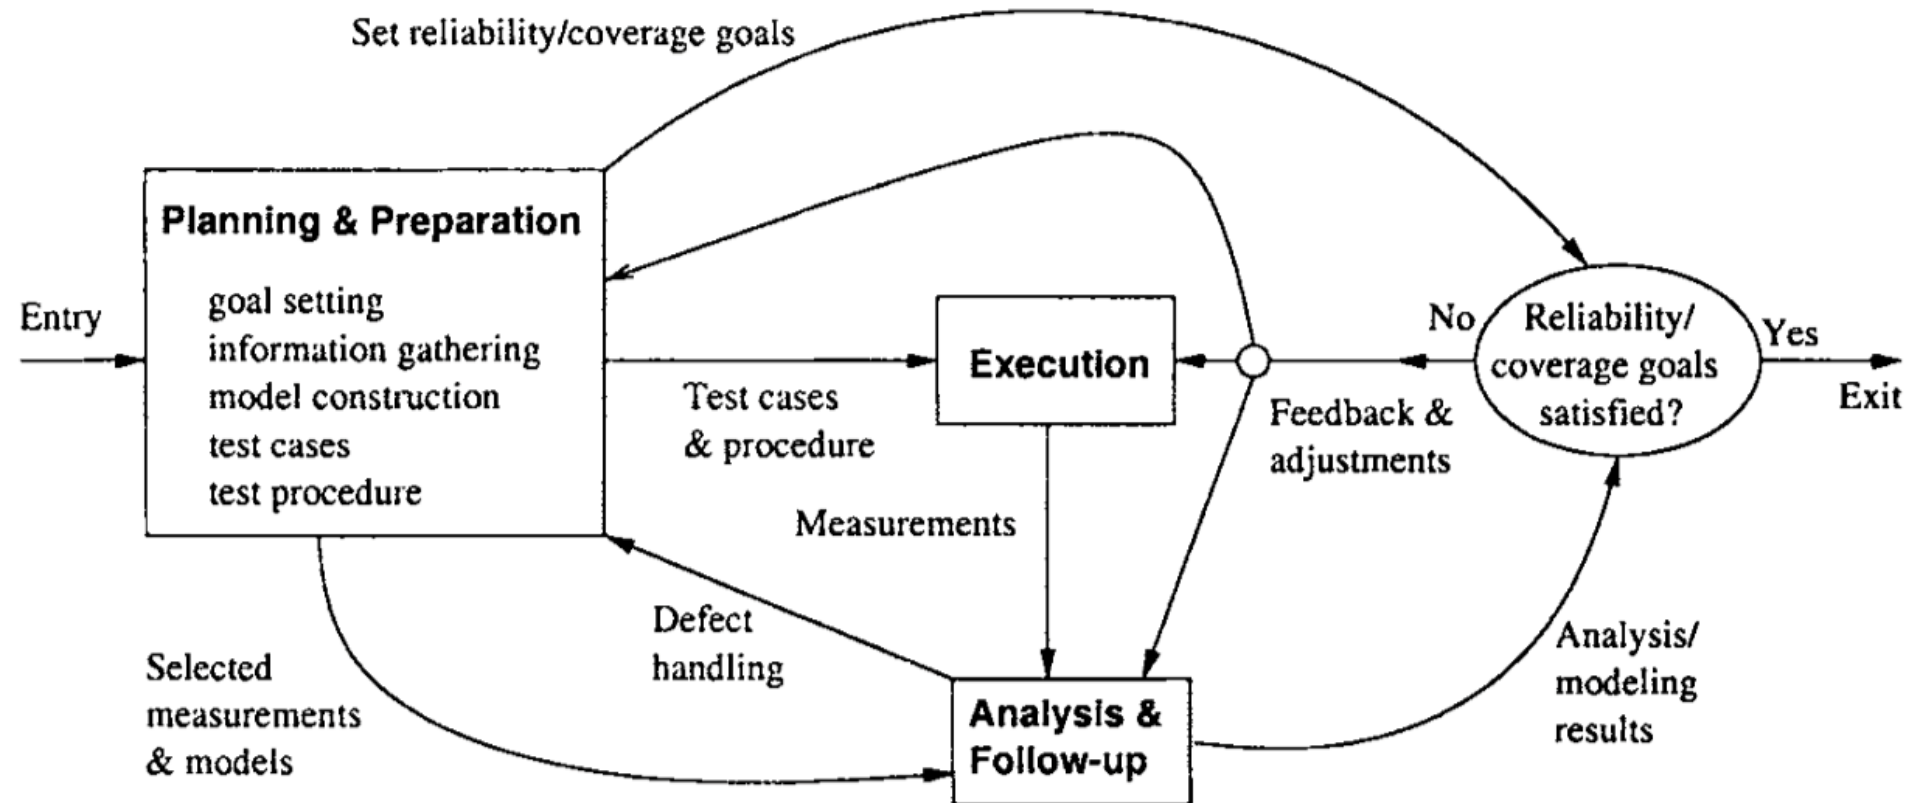 Set reliability/coverage goals
Planning & Preparation
goal setting
information gathering
model construction
test cases
test procedure
Entry
Test cases
& procedure
Execution
No
Reliability/
coverage goals
satisfied?
Yes
Exit
Feedback &
adjustments
Measurements
Defect
handling
Selected
measurements
& models
Analysis &
Follow-up
Analysis/
modeling
results